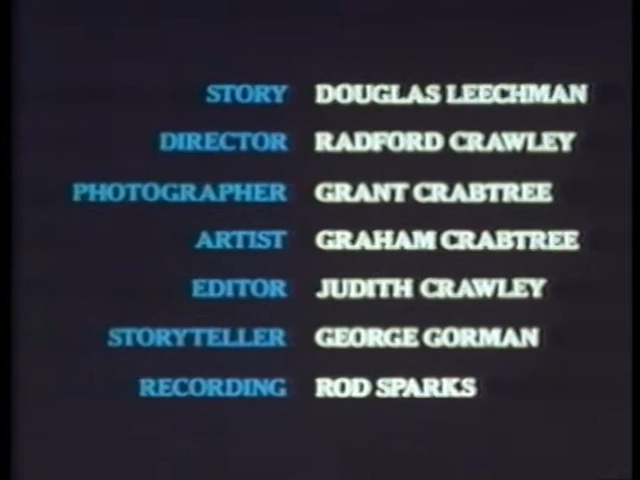 STORY DOUGLAS LEECHMAN
DIRECTOR RADFORD CRAWLEY
PHOTOGRAPHER GRANT CRABTREE
ARTIST GRAHAM CRABTREE
EDITOR JUDITH CRAWLEY
STORYTELLER GEORGE GORMAN
RECORDING ROD SPARKS